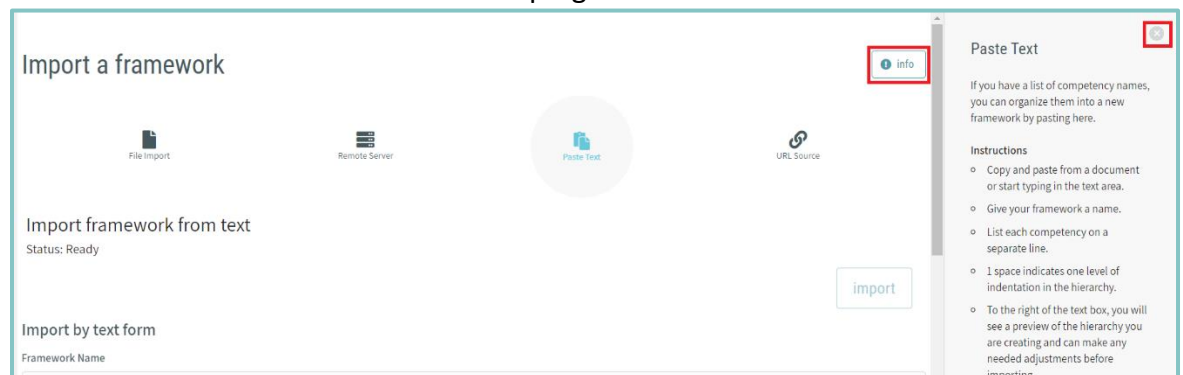 Import a framework
info
File Import
Remote Server
Paste Text
URL Source
Import framework from text
Status: Ready
import
Import by text form
Framework Name
Paste Text
If you have a list of competency names,
you can organize them into a new
framework by pasting here.
Instructions
Copy and paste from a document
or start typing in the text area.
Give your framework a name.
List each competency on a
separate line.
1 space indicates one level of
indentation in the hierarchy.
To the right of the text box, you will
see a preview of the hierarchy you
are creating and can make any
needed adjustments before
importing